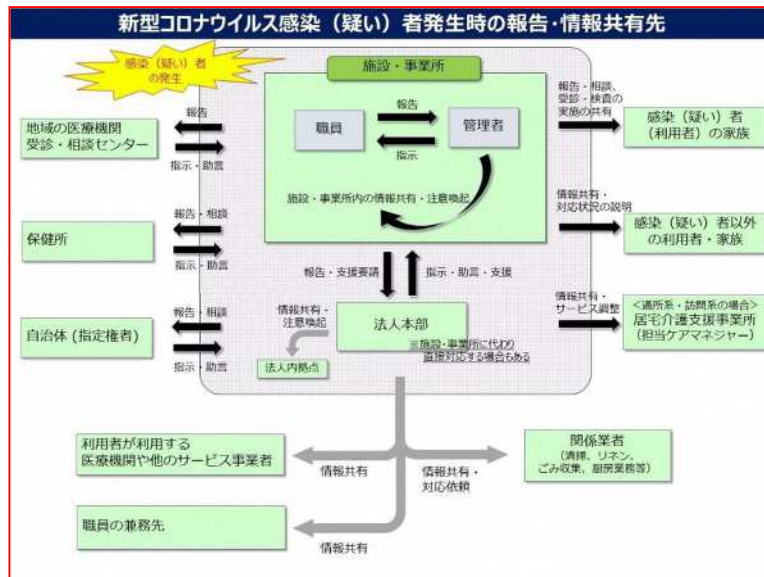 新型コロナウイルス感染（疑い）者発生時の報告･情報共有先
感染（疑い）者
の発生
施設・事業所
職員
報告
指示
管理者
施設・事業所内の情報共有・注意喚起
地域の医療機関
受診・相談センター
報告
指示・助言
保健所
報告・相談
指示・助言
自治体 (指定権者)
報告・相談
指示・助言
報告・相談、
受診・検査の
実施の共有
感染（疑い）者
（利用者）の家族
情報共有・
対応状況の説明
感染（疑い）者以外
の利用者・家族
情報共有・
サービス調整
＜通所系・訪問系の場合＞
居宅介護支援事業所
（担当ケアマネジャー）
報告・支援要請
指示・助言・支援
情報共有・
注意喚起
法人本部
※施設・事業所に代わり
直接対応する場合もある
法人内拠点
利用者が利用する
医療機関や他のサービス事業者
情報共有
情報共有・
対応依頼
関係業者
（清掃、リネン、
ごみ収集、厨房業務等）
職員の兼務先
情報共有